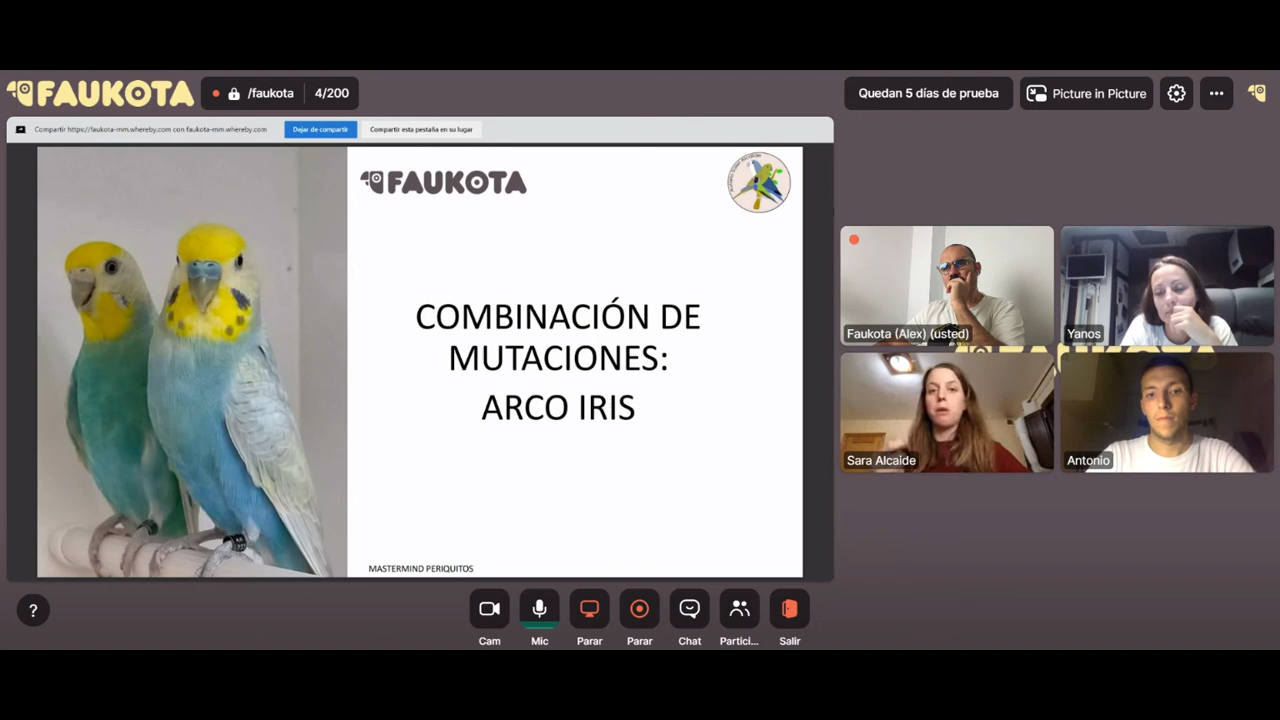 FAUKOTA
/faukota
4/200
Quedan 5 días de prueba
Picture in Picture
Compartir https://faukota-mm.whereby.com con faukota-mm.whereby.com
Dejar de compartir
Compartir esta pestaña en su lugar
FAUKOTA
COMBINACIÓN DE
MUTACIONES:
ARCO IRIS
MASTERMIND PERIQUITOS
Faukota (Alex) (usted)
Yanos
Sara Alcaide
Antonio
?
Cam
Mic
Parar
Parar
Chat
Partici...
Salir